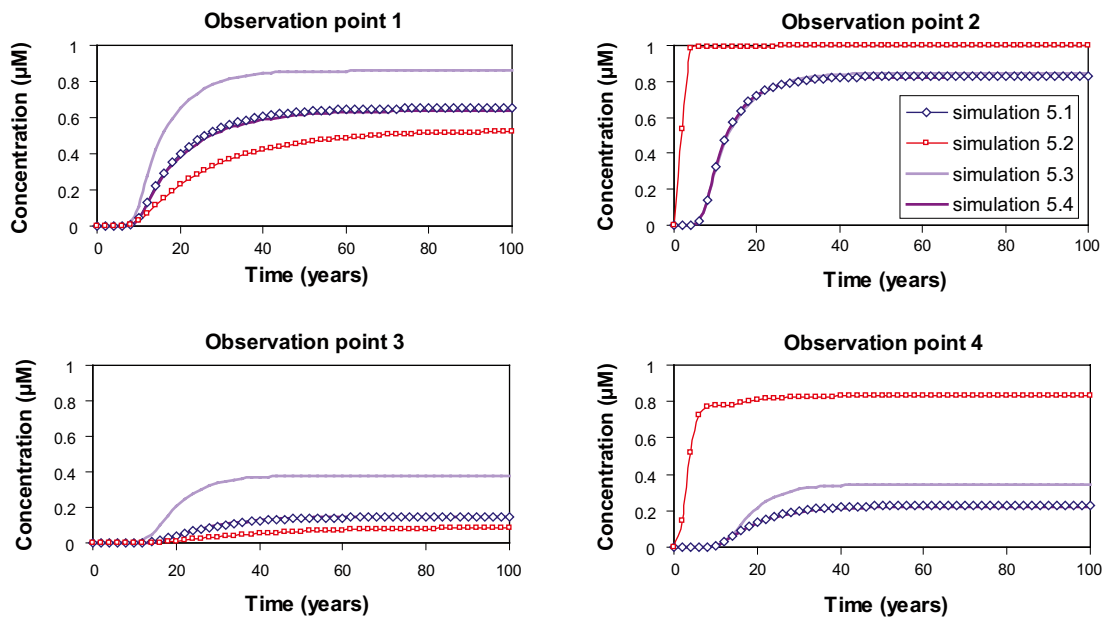 Observation point 1
Concentration (µM)
1
0.8
0.6
0.4
0.2
0
0 20 40 60 80 100
Time (years)
Observation point 2
Concentration (µM)
1
0.8
0.6
0.4
0.2
0
0 20 40 60 80 100
Time (years)
simulation 5.1
simulation 5.2
simulation 5.3
simulation 5.4
Observation point 3
Concentration (µM)
1
0.8
0.6
0.4
0.2
0
0 20 40 60 80 100
Time (years)
Observation point 4
Concentration (µM)
1
0.8
0.6
0.4
0.2
0
0 20 40 60 80 100
Time (years)